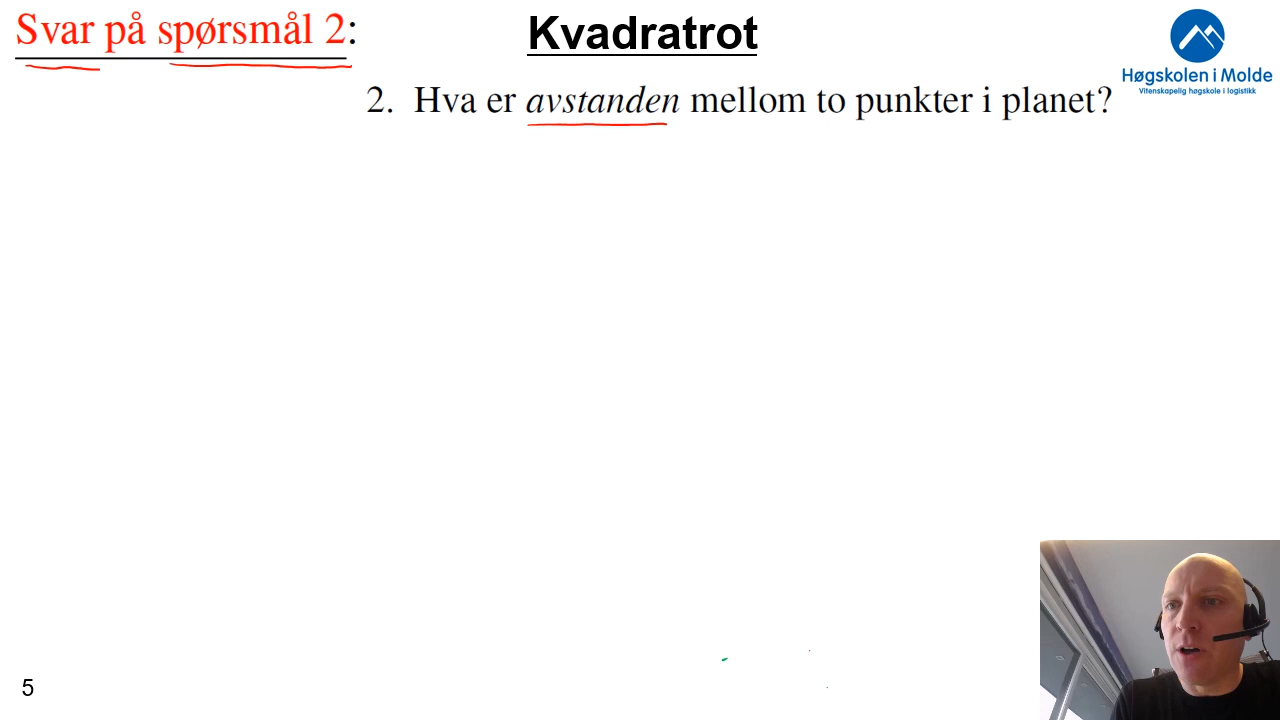 Svar på spørsmål 2:
Kvadratrot
Høgskolen i Molde
Vitenskapelig høgskole i logistikk
2. Hva er avstanden mellom to punkter i planet?
5